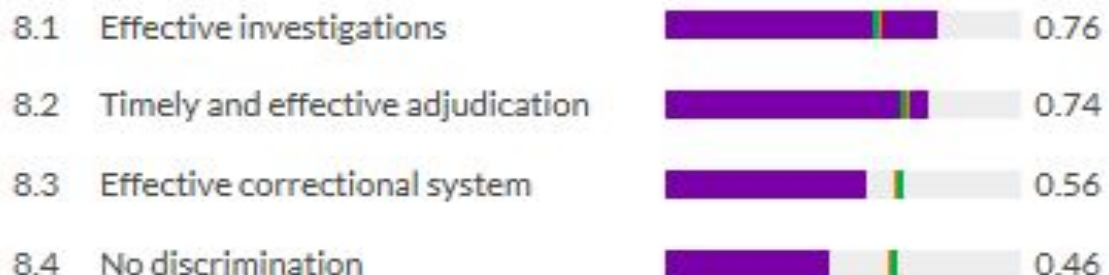 8.1 Effective investigations 0.76
8.2 Timely and effective adjudication 0.74
8.3 Effective correctional system 0.56
8.4 No discrimination 0.46